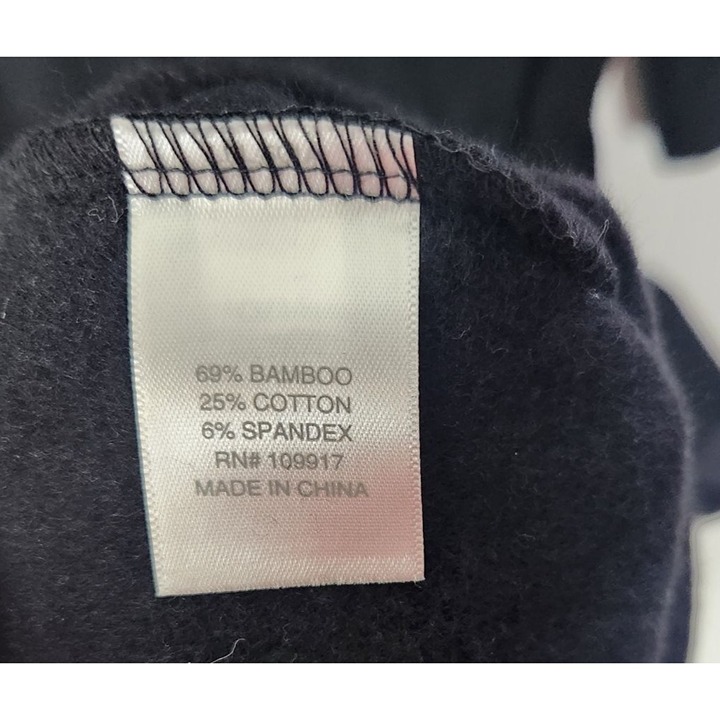 69% BAMBOO
25% COTTON
6% SPANDEX
RN# 109917
MADE IN CHINA